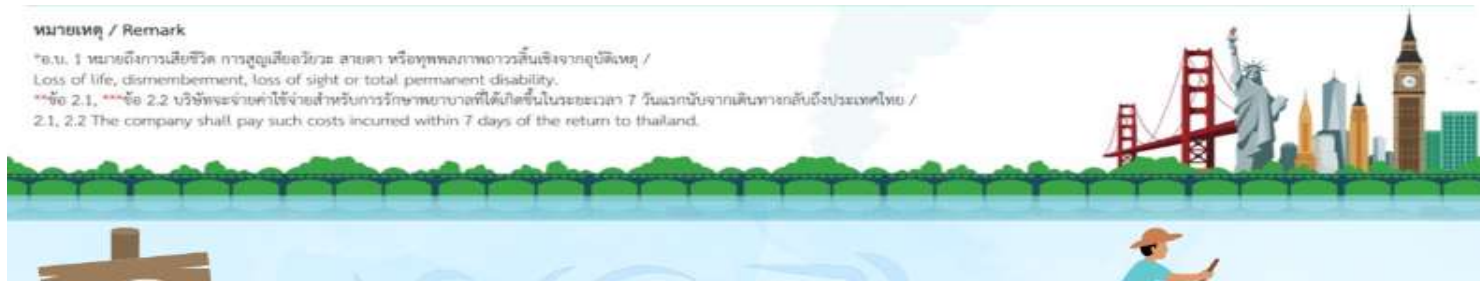 หมายเหตุ / Remark
*อ.บ. 1 หมายถึงการเสียชีวิต การสูญเสียอวัยวะ สายตา หรือทุพพลภาพถาวรสิ้นเชิงจากอุบัติเหตุ /
Loss of life, dismemberment, loss of sight or total permanent disability.
**ข้อ 2.1, ***ข้อ 2.2 บริษัทจะจ่ายค่าใช้จ่ายสำหรับการรักษาพยาบาลที่ได้เกิดขึ้นในระยะเวลา 7 วันแรกนับจากเดินทางกลับถึงประเทศไทย /
2.1, 2.2 The company shall pay such costs incurred within 7 days of the return to thailand.